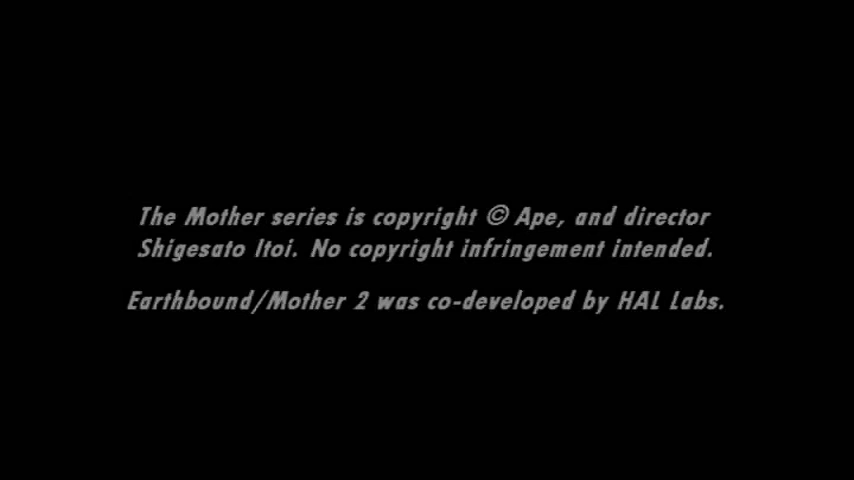 The Mother series is copyright © Ape, and director
Shigesato Itoi. No copyright infringement intended.
Earthbound/Mother 2 was co-developed by HAL Labs.